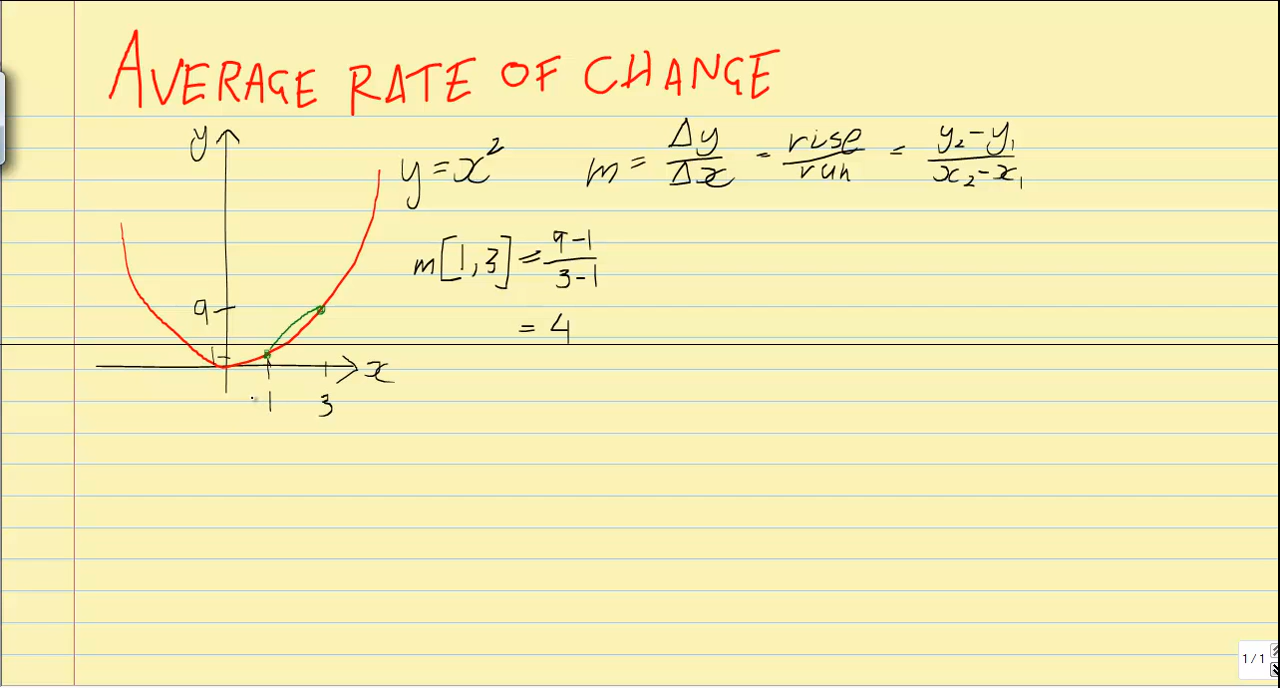 AVERAGE RATE OF CHANGE
y
y = x²
m = Δy/Δx = rise/run = y₂-y₁/x₂-x₁
m[1,3] = 9-1/3-1
= 4
9
1
x
1 3
1/1